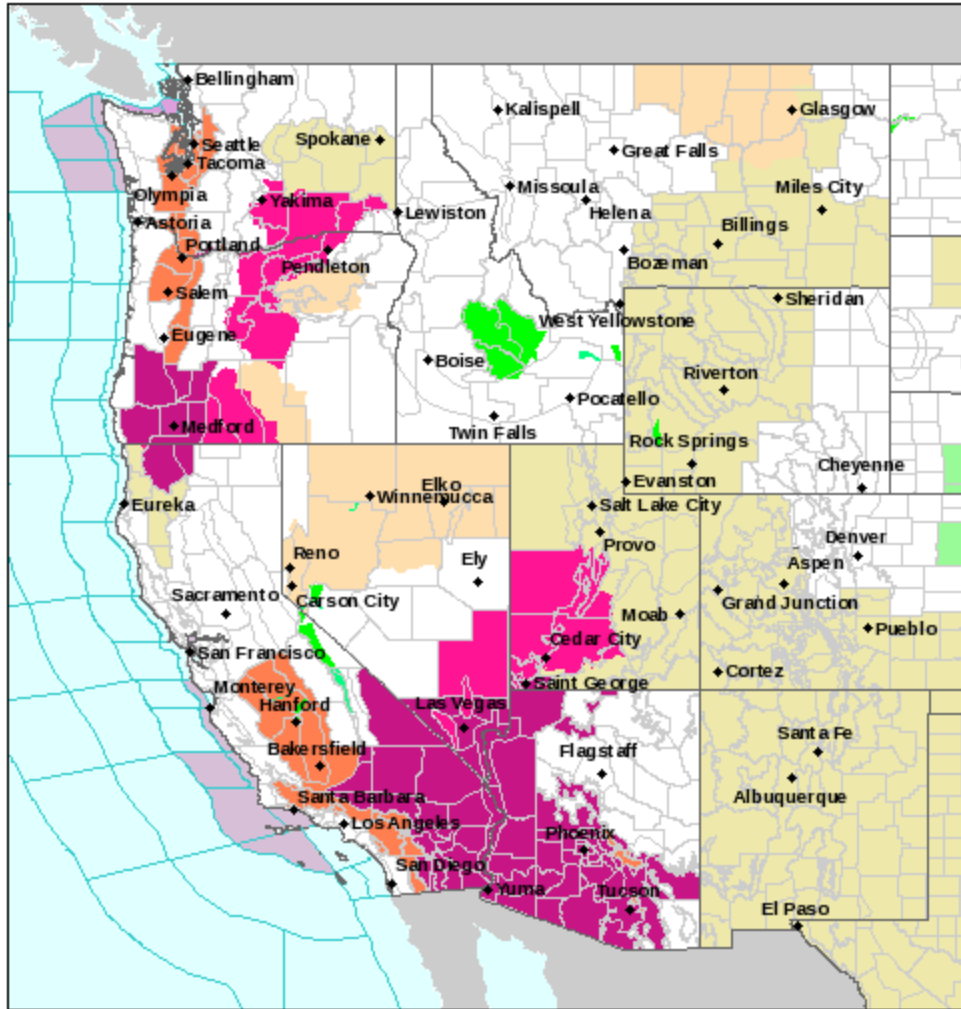 Bellingham
Kalispell
Glasgow
Seattle
Spokane
Great Falls
Tacoma
Missoula
Miles City
Olympia
Yakima
Lewiston
Helena
Astoria
Billings
Portland
Pendleton
Bozeman
Salem
Sheridan
West Yellowstone
Eugene
Boise
Riverton
Pocatello
Medford
Twin Falls
Rock Springs
Cheyenne
Elko
Evanston
Winnemucca
Eureka
Salt Lake City
Denver
Provo
Reno
Ely
Aspen
Sacramento
Carson City
Grand Junction
Moab
Pueblo
Cedar City
San Francisco
Cortez
Saint George
Monterey
Hanford
Las Vegas
Santa Fe
Bakersfield
Flagstaff
Albuquerque
Santa Barbara
Los Angeles
Phoenix
San Diego
Yuma
Tucson
El Paso